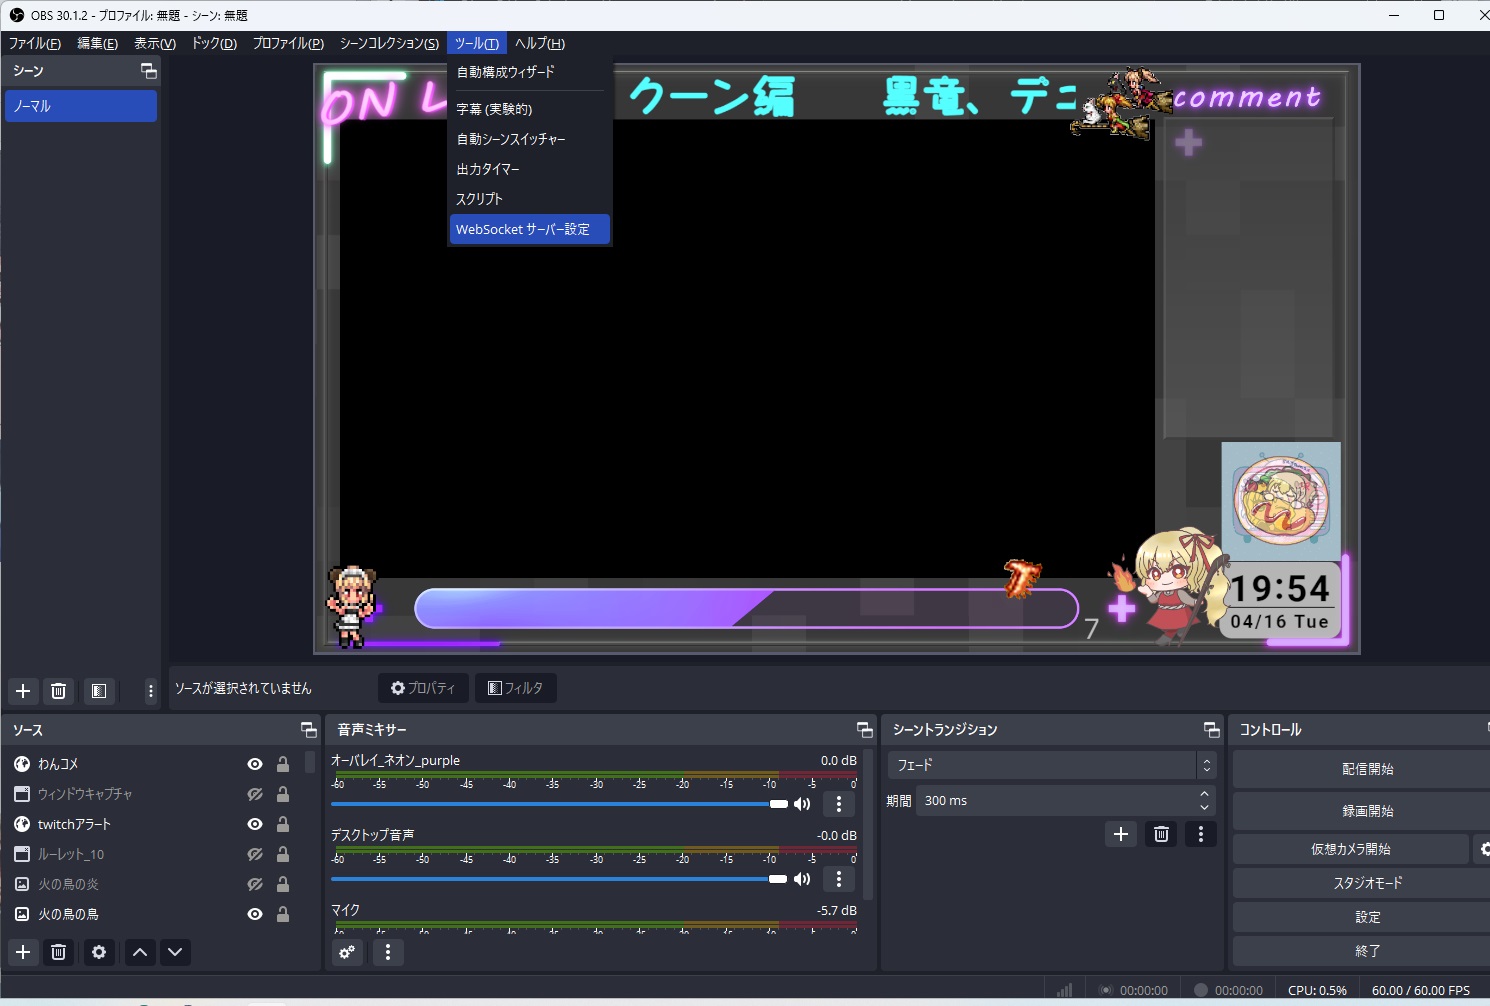 OBS 30.1.2 - プロファイル: 無題 - シーン: 無題
ファイル(F) 編集(E) 表示(V) ドック(D) プロファイル(P) シーンコレクション(S) ツール(T) ヘルプ(H)
シーン
ノーマル
自動構成ウィザード
字幕 (実験的)
自動シーンスイッチャー
出力タイマー
スクリプト
WebSocket サーバー設定
ON クーン編 黒竜、デコ comment
T
7
19:54
04/16 Tue
ソースが選択されていません プロパティ フィルタ
ソース
わんコメ
ウィンドウキャプチャ
twitchアラート
ルーレット_10
火の鳥の炎
火の鳥の鳥
音声ミキサー
オーバレイ_ネオン_purple 0.0 dB
-60 -55 -50 -45 -40 -35 -30 -25 -20 -15 -10 -5 0
デスクトップ音声 -0.0 dB
-60 -55 -50 -45 -40 -35 -30 -25 -20 -15 -10 -5 0
マイク -5.7 dB
-60 -55 -50 -45 -40 -35 -30 -25 -20 -15 -10 -5 0
シーントランジション
フェード
期間 300 ms
コントロール
配信開始
録画開始
仮想カメラ開始
スタジオモード
設定
終了
00:00:00 00:00:00 CPU: 0.5% 60.00 / 60.00 FPS